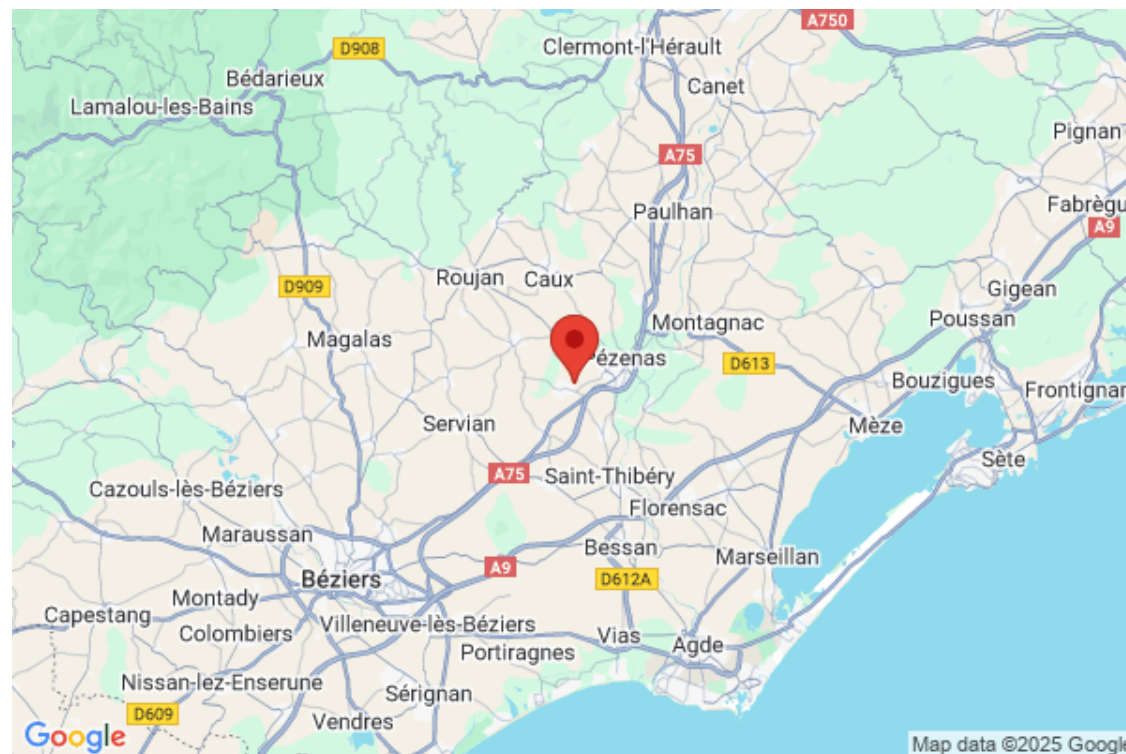 A750
D908
Clermont-l'Hérault
Bédarieux
Canet
Lamalou-les-Bains
Pignan
A75
Paulhan
Fabrègu
A9
Roujan
Caux
D909
Gigean
Poussan
Montagnac
Magalas
Pézenas
D613
Bouzigues
Frontignan
Servian
Mèze
Sète
A75
Saint-Thibéry
Cazouls-lès-Béziers
Florensac
Maraussan
Bessan
Marseillan
A9
Béziers
D612A
Montady
Capestang
Villeneuve-lès-Béziers
Colombiers
Vias
Agde
Portiragnes
Nissan-lez-Enserune
Sérignan
D609
Vendres
Google
Map data ©2025 Google